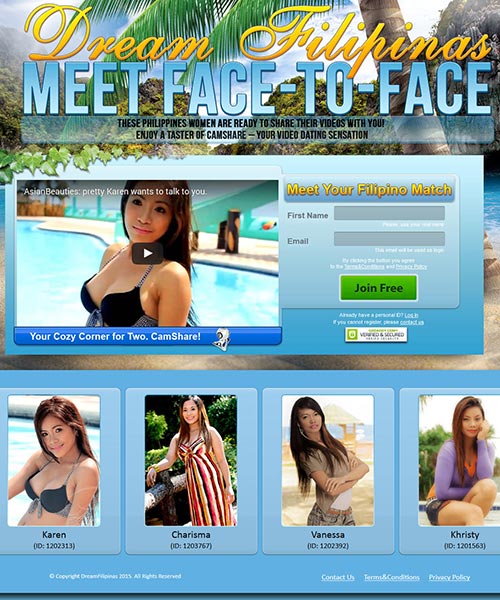 Dream Filipinas
MEET FACE-TO-FACE
THESE PHILIPPINES WOMEN ARE READY TO SHARE THEIR VIDEOS WITH YOU!
ENJOY A TASTER OF CAMSHARE – YOUR VIDEO DATING SENSATION
AsianBeauties: pretty Karen wants to talk to you.
Your Cozy Corner for Two. CamShare!
Meet Your Filipino Match
First Name
Please, use your real name
Email
This email will be used as login
By clicking the button you agree
to the Terms&Conditions and Privacy Policy
Join Free
Already have a personal ID? Log in
If you cannot register, please contact us
VERIFIED & SECURED
Karen
(ID: 1202313)
Charisma
(ID: 1203767)
Vanessa
(ID: 1202392)
Khristy
(ID: 1201563)
© Copyright DreamFilipinas 2015. All Rights Reserved
Contact Us
Terms&Conditions
Privacy Policy